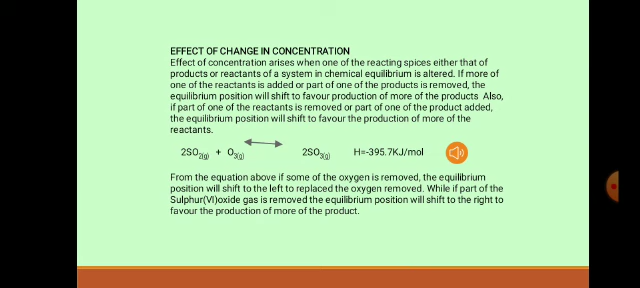 EFFECT OF CHANGE IN CONCENTRATION
Effect of concentration arises when one of the reacting spices either that of
products or reactants of a system in chemical equilibrium is altered. If more of
one of the reactants is added or part of one of the products is removed, the
equilibrium position will shift to favour production of more of the products Also,
if part of one of the reactants is removed or part of one of the product added,
the equilibrium position will shift to favour the production of more of the
reactants.
2SO2(g) + O3(g) 2SO3(g) H=-395.7KJ/mol
From the equation above if some of the oxygen is removed, the equilibrium
position will shift to the left to replaced the oxygen removed. While if part of the
Sulphur(VI)oxide gas is removed the equilibrium position will shift to the right to
favour the production of more of the product.